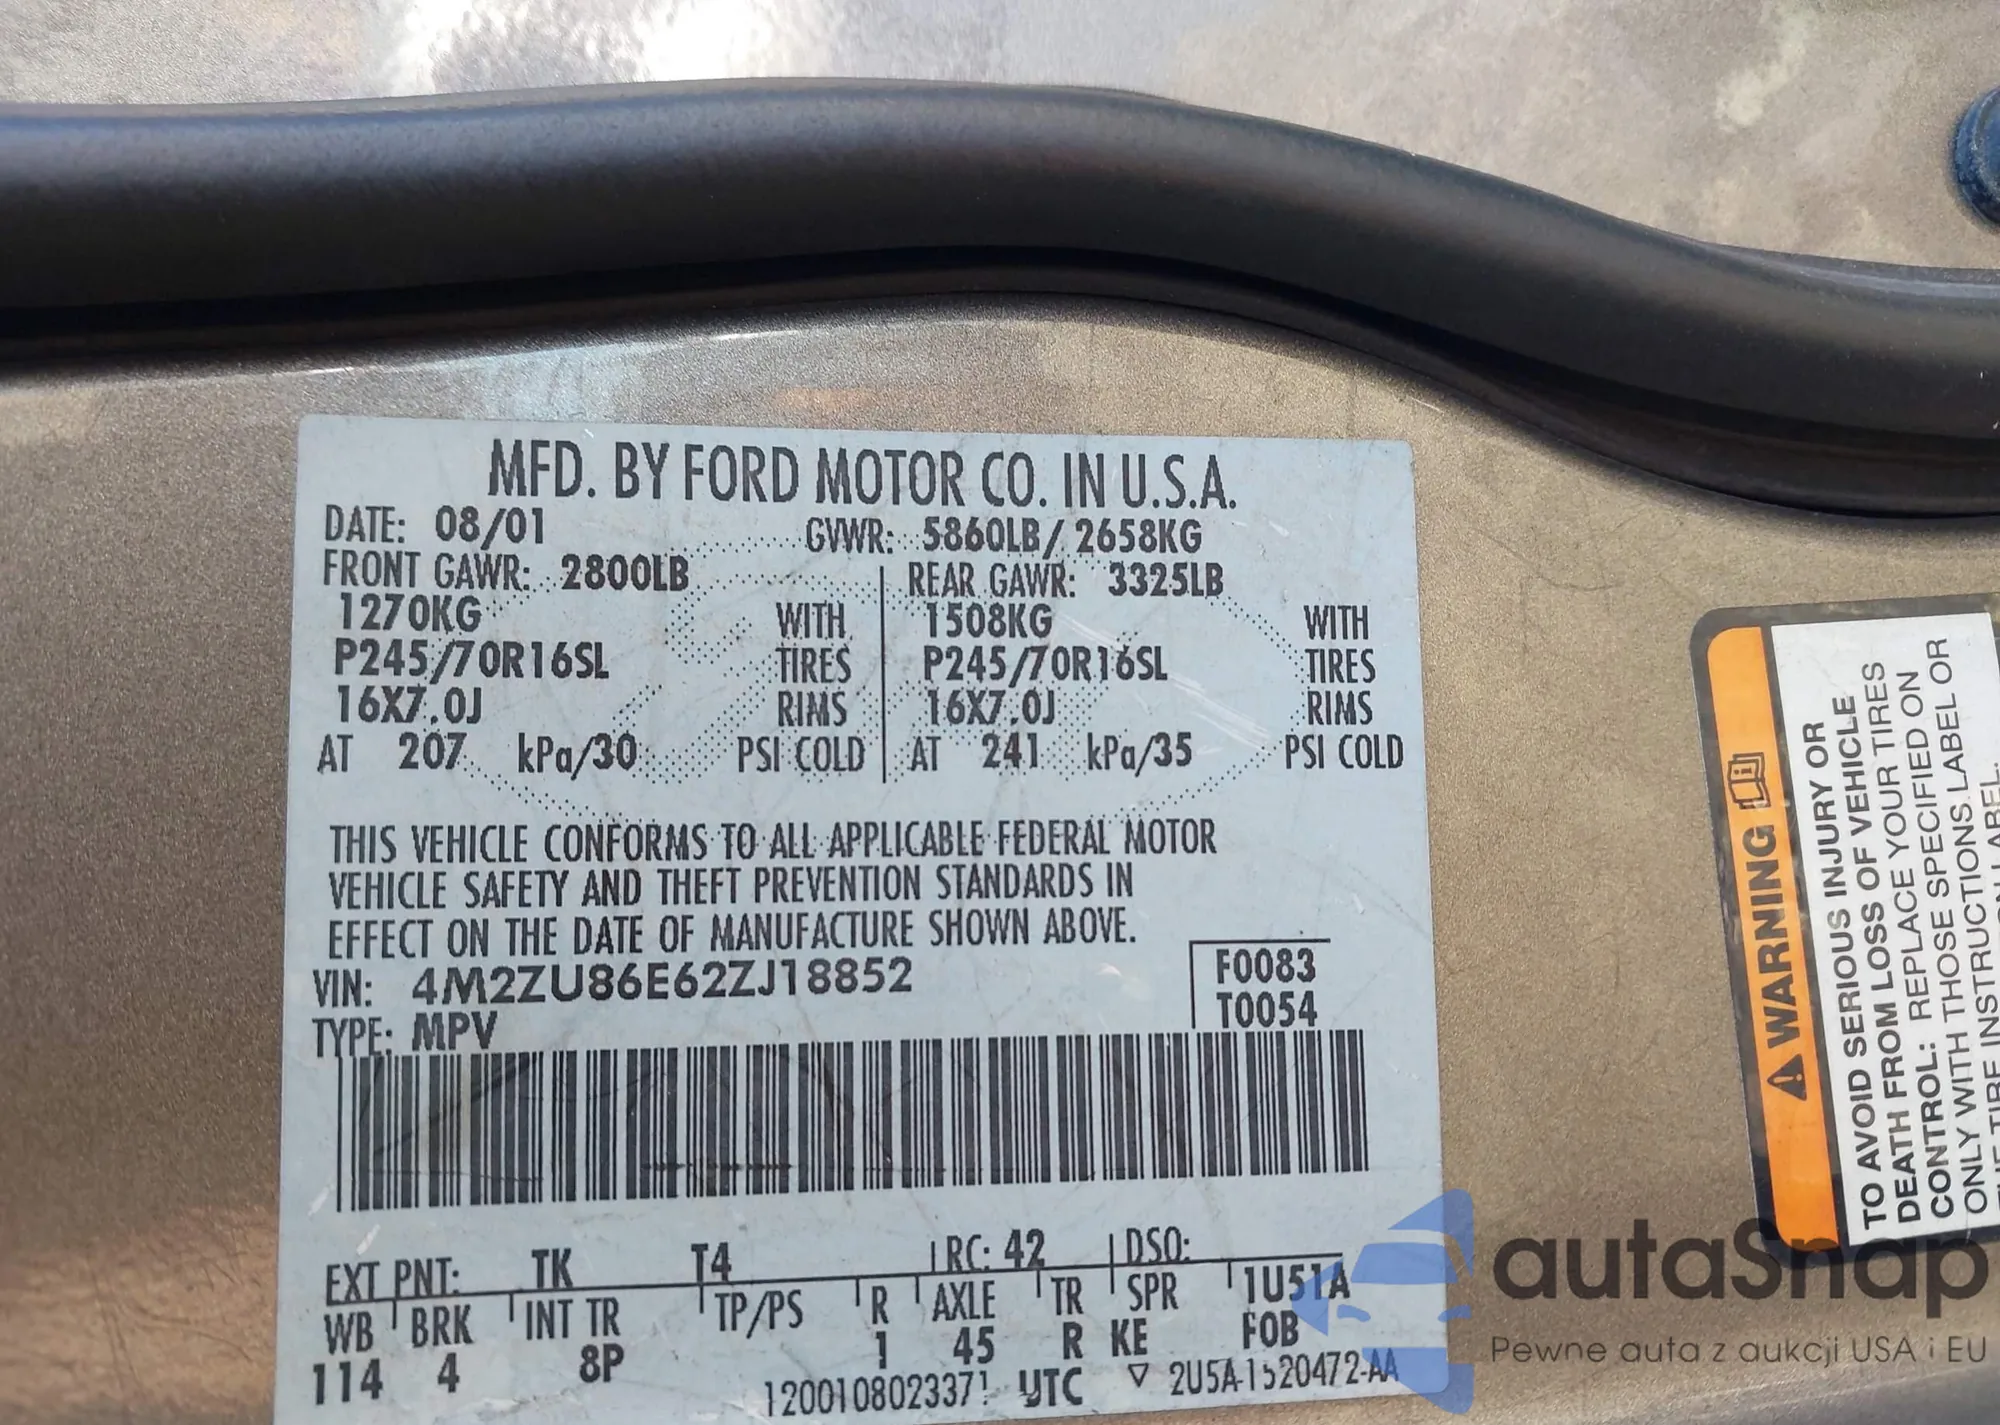 MFD. BY FORD MOTOR CO. IN U.S.A.
DATE: 08/01 GVWR: 5860LB/ 2658KG
FRONT GAWR: 2800LB REAR GAWR: 3325LB
1270KG WITH 1508KG WITH
P245/70R16SL TIRES P245/70R16SL TIRES
16X7.0J RIMS 16X7.0J RIMS
AT 207 kPa/30 PSI COLD AT 241 kPa/35 PSI COLD
THIS VEHICLE CONFORMS TO ALL APPLICABLE FEDERAL MOTOR
VEHICLE SAFETY AND THEFT PREVENTION STANDARDS IN
EFFECT ON THE DATE OF MANUFACTURE SHOWN ABOVE.
VIN: 4M2ZU86E62ZJ18852
F0083
T0054
TYPE: MPV
EXT PNT: TK T4 RC: 42 DSO:
WB BRK INT TR TP/PS R AXLE TR SPR 1U51A
114 4 8P 1 45 R KE FOB
UTC ▽ 2U5A-1520472-AA
WARNING
TO AVOID SERIOUS INJURY OR
DEATH FROM LOSS OF VEHICLE
CONTROL: REPLACE YOUR TIRES
ONLY WITH THOSE SPECIFIED ON
INSTRUCTIONS LABEL OR
autaSnap
Pewne auta z aukcji USA i EU